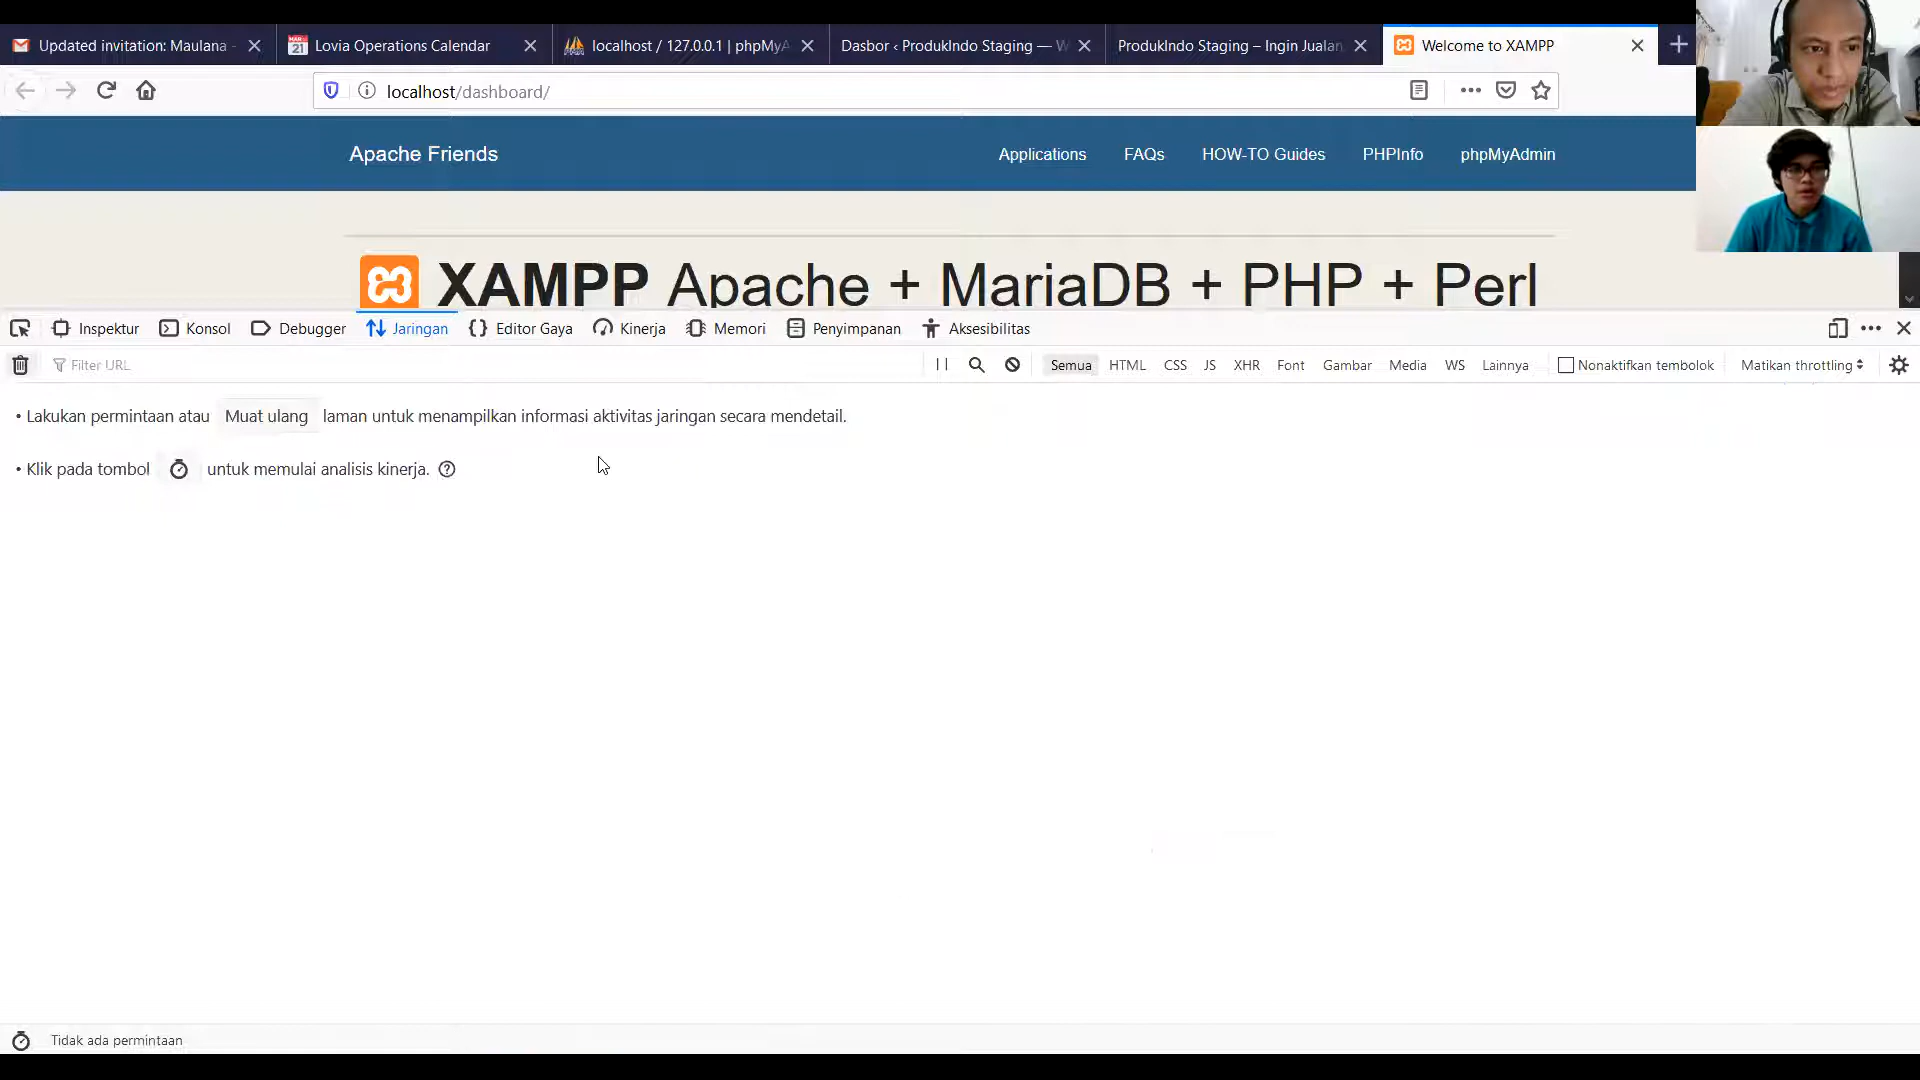 Updated invitation: Maulana -
Lovia Operations Calendar
localhost / 127.0.0.1 | phpMyA
Dasbor ‹ ProdukIndo Staging — W
ProdukIndo Staging – Ingin Jualan
Welcome to XAMPP
localhost/dashboard/
Apache Friends
Applications
FAQs
HOW-TO Guides
PHPInfo
phpMyAdmin
XAMPP Apache + MariaDB + PHP + Perl
Inspektur
Konsol
Debugger
Jaringan
Editor Gaya
Kinerja
Memori
Penyimpanan
Aksesibilitas
Filter URL
Semua
HTML
CSS
JS
XHR
Font
Gambar
Media
WS
Lainnya
Nonaktifkan tembolok
Matikan throttling
• Lakukan permintaan atau Muat ulang laman untuk menampilkan informasi aktivitas jaringan secara mendetail.
• Klik pada tombol untuk memulai analisis kinerja.
Tidak ada permintaan